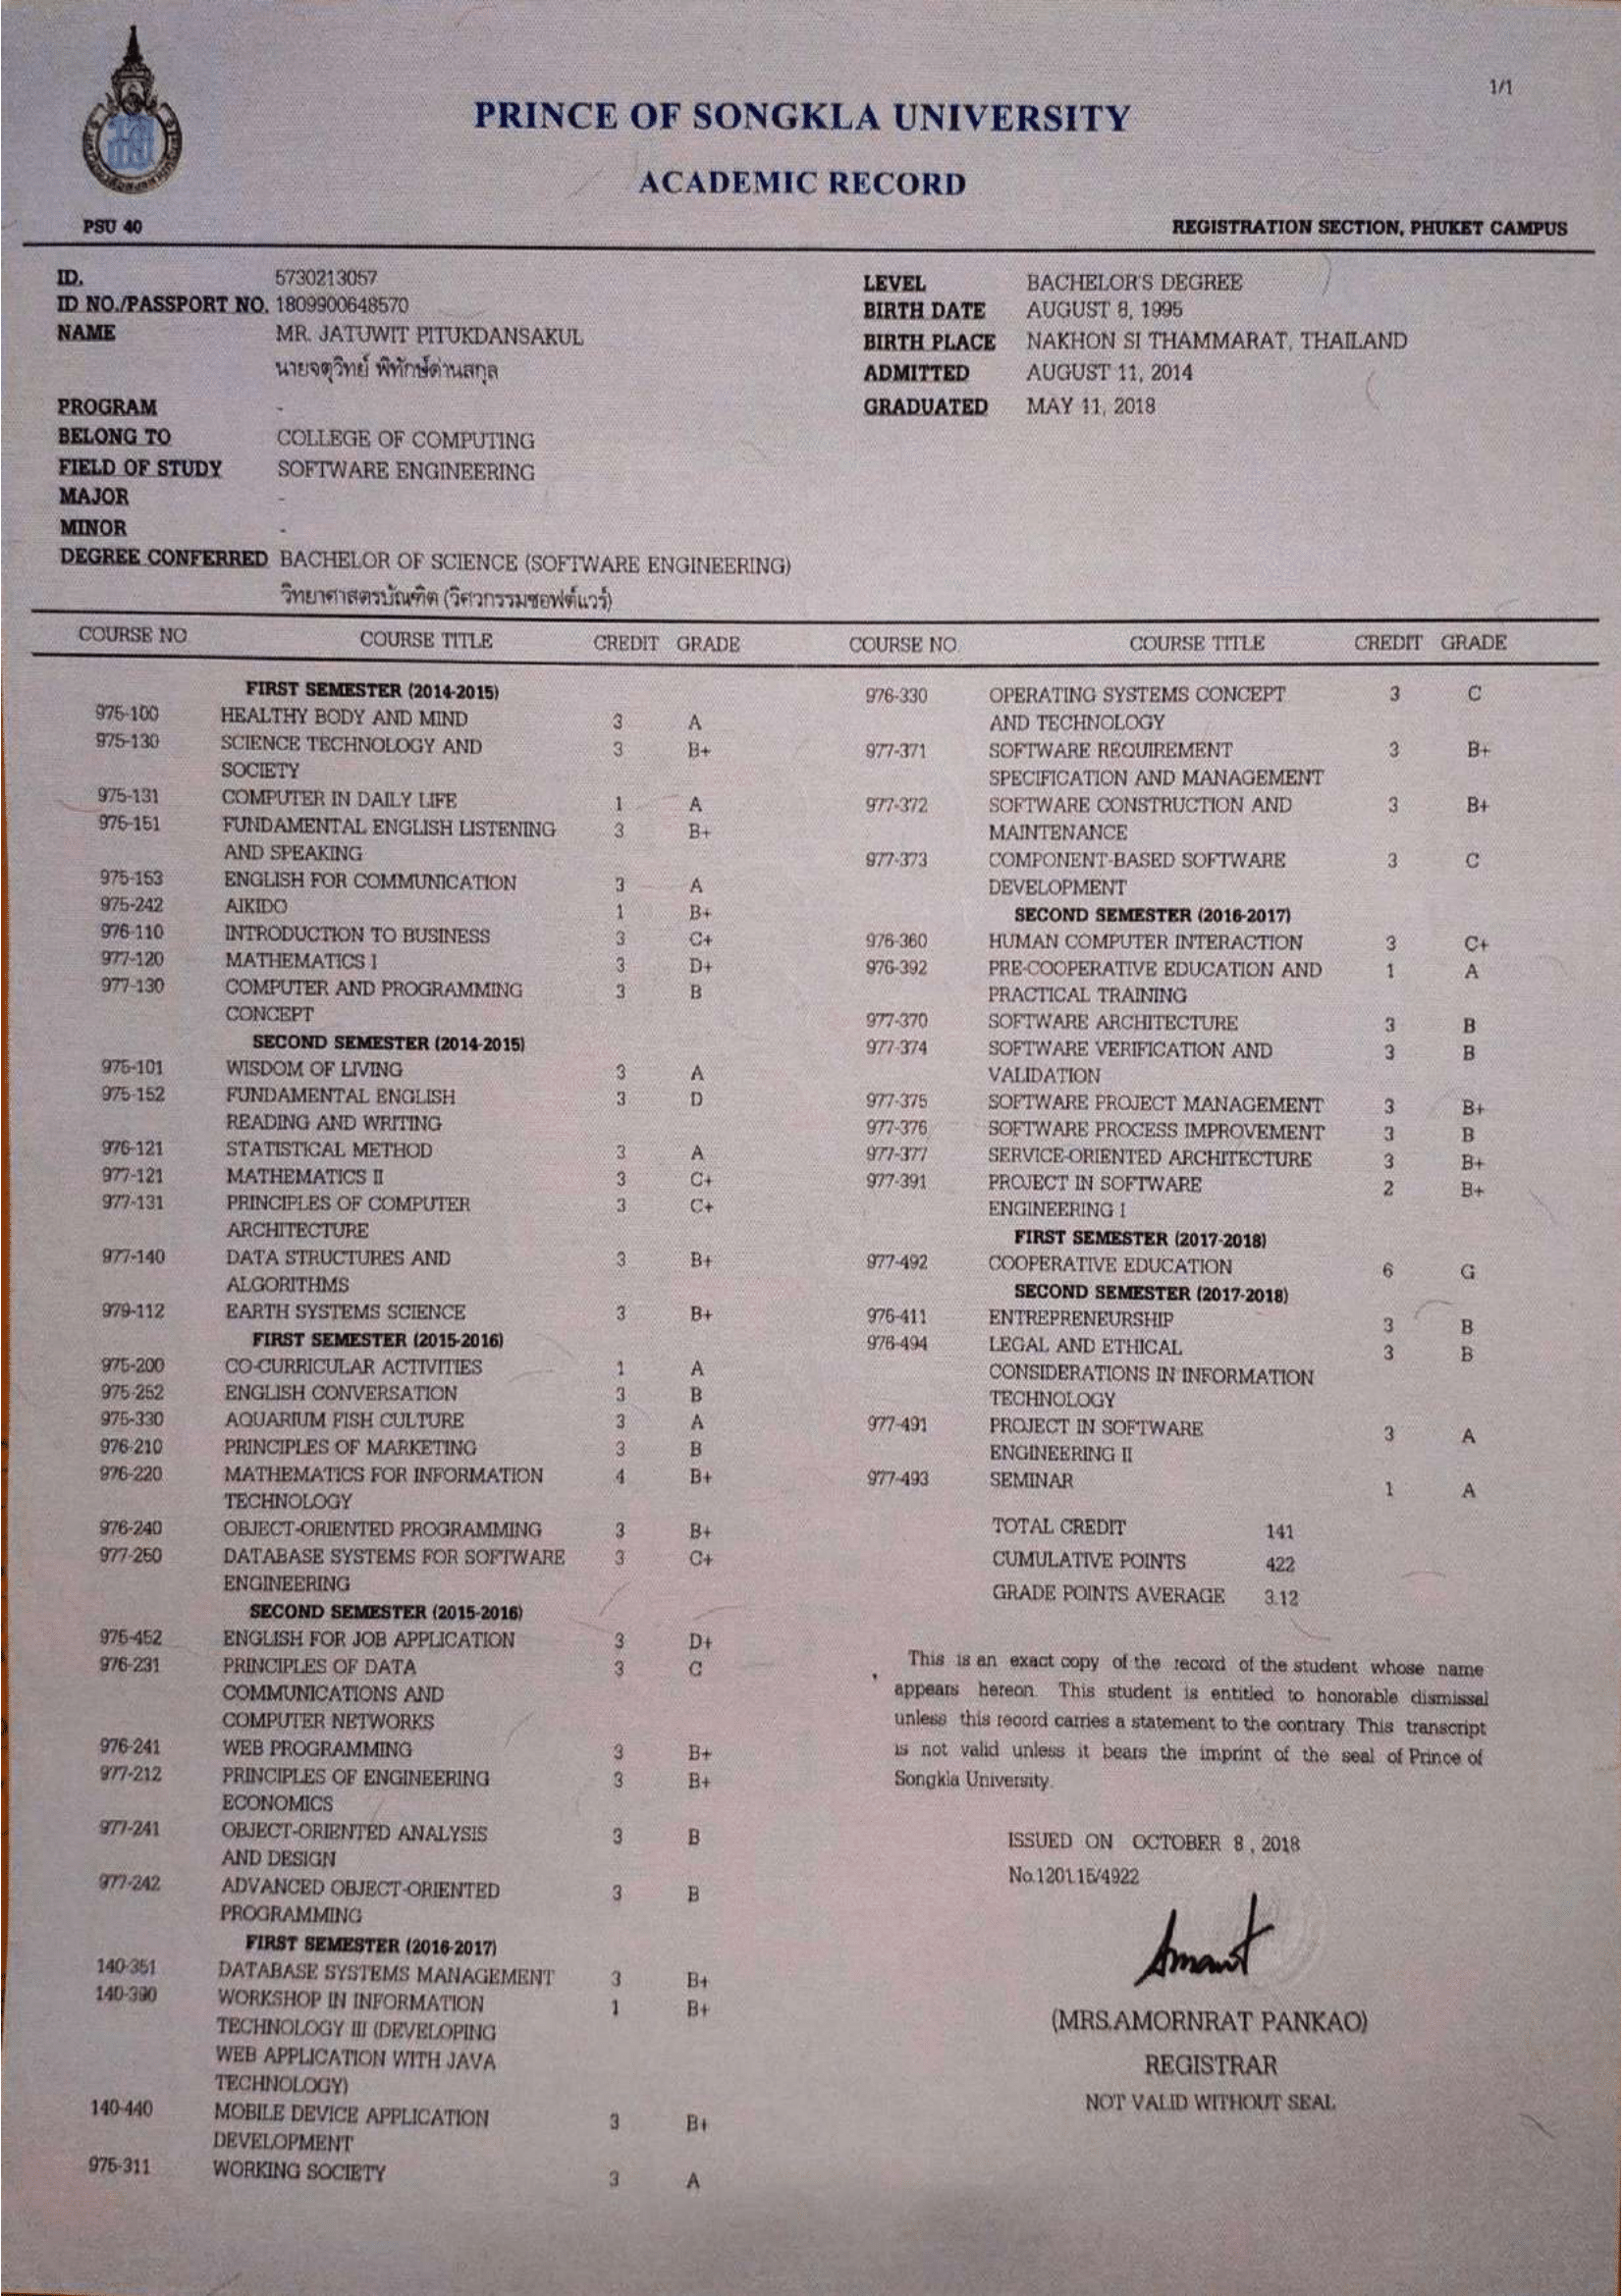 1/1
PRINCE OF SONGKLA UNIVERSITY
ACADEMIC RECORD
PSU 40 REGISTRATION SECTION, PHUKET CAMPUS
ID. 5730213057
ID NO./PASSPORT NO. 1809900648570
NAME MR. JATUWIT PITUKDANSAKUL
นายจตุวิทย์ พิทักษ์ด่านสกุล
PROGRAM -
BELONG TO COLLEGE OF COMPUTING
FIELD OF STUDY SOFTWARE ENGINEERING
MAJOR -
MINOR -
DEGREE CONFERRED BACHELOR OF SCIENCE (SOFTWARE ENGINEERING)
วิทยาศาสตรบัณฑิต (วิศวกรรมซอฟต์แวร์)
LEVEL BACHELOR'S DEGREE
BIRTH DATE AUGUST 8, 1995
BIRTH PLACE NAKHON SI THAMMARAT, THAILAND
ADMITTED AUGUST 11, 2014
GRADUATED MAY 11, 2018
COURSE NO COURSE TITLE CREDIT GRADE
FIRST SEMESTER (2014-2015)
975-100 HEALTHY BODY AND MIND 3 A
975-130 SCIENCE TECHNOLOGY AND 3 B+
SOCIETY
975-131 COMPUTER IN DAILY LIFE 1 A
975-151 FUNDAMENTAL ENGLISH LISTENING 3 B+
AND SPEAKING
975-153 ENGLISH FOR COMMUNICATION 3 A
975-242 AIKIDO 1 B+
976-110 INTRODUCTION TO BUSINESS 3 C+
977-120 MATHEMATICS I 3 D+
977-130 COMPUTER AND PROGRAMMING 3 B
CONCEPT
SECOND SEMESTER (2014-2015)
975-101 WISDOM OF LIVING 3 A
975-152 FUNDAMENTAL ENGLISH 3 D
READING AND WRITING
976-121 STATISTICAL METHOD 3 A
977-121 MATHEMATICS II 3 C+
977-131 PRINCIPLES OF COMPUTER 3 C+
ARCHITECTURE
977-140 DATA STRUCTURES AND 3 B+
ALGORITHMS
979-112 EARTH SYSTEMS SCIENCE 3 B+
FIRST SEMESTER (2015-2016)
975-200 CO-CURRICULAR ACTIVITIES 1 A
975-252 ENGLISH CONVERSATION 3 B
975-330 AQUARIUM FISH CULTURE 3 A
976-210 PRINCIPLES OF MARKETING 3 B
976-220 MATHEMATICS FOR INFORMATION 4 B+
TECHNOLOGY
976-240 OBJECT-ORIENTED PROGRAMMING 3 B+
977-250 DATABASE SYSTEMS FOR SOFTWARE 3 C+
ENGINEERING
SECOND SEMESTER (2015-2016)
975-452 ENGLISH FOR JOB APPLICATION 3 D+
976-231 PRINCIPLES OF DATA 3 C
COMMUNICATIONS AND
COMPUTER NETWORKS
976-241 WEB PROGRAMMING 3 B+
977-212 PRINCIPLES OF ENGINEERING 3 B+
ECONOMICS
977-241 OBJECT-ORIENTED ANALYSIS 3 B
AND DESIGN
977-242 ADVANCED OBJECT-ORIENTED 3 B
PROGRAMMING
FIRST SEMESTER (2016-2017)
140-351 DATABASE SYSTEMS MANAGEMENT 3 B+
140-390 WORKSHOP IN INFORMATION 1 B+
TECHNOLOGY III (DEVELOPING
WEB APPLICATION WITH JAVA
TECHNOLOGY)
140-440 MOBILE DEVICE APPLICATION 3 B+
DEVELOPMENT
975-311 WORKING SOCIETY 3 A
COURSE NO COURSE TITLE CREDIT GRADE
976-330 OPERATING SYSTEMS CONCEPT 3 C
AND TECHNOLOGY
977-371 SOFTWARE REQUIREMENT 3 B+
SPECIFICATION AND MANAGEMENT
977-372 SOFTWARE CONSTRUCTION AND 3 B+
MAINTENANCE
977-373 COMPONENT-BASED SOFTWARE 3 C
DEVELOPMENT
SECOND SEMESTER (2016-2017)
976-360 HUMAN COMPUTER INTERACTION 3 C+
976-392 PRE-COOPERATIVE EDUCATION AND 1 A
PRACTICAL TRAINING
977-370 SOFTWARE ARCHITECTURE 3 B
977-374 SOFTWARE VERIFICATION AND 3 B
VALIDATION
977-375 SOFTWARE PROJECT MANAGEMENT 3 B+
977-376 SOFTWARE PROCESS IMPROVEMENT 3 B
977-377 SERVICE-ORIENTED ARCHITECTURE 3 B+
977-391 PROJECT IN SOFTWARE 2 B+
ENGINEERING I
FIRST SEMESTER (2017-2018)
977-492 COOPERATIVE EDUCATION 6 G
SECOND SEMESTER (2017-2018)
976-411 ENTREPRENEURSHIP 3 B
976-494 LEGAL AND ETHICAL 3 B
CONSIDERATIONS IN INFORMATION
TECHNOLOGY
977-491 PROJECT IN SOFTWARE 3 A
ENGINEERING II
977-493 SEMINAR 1 A
TOTAL CREDIT 141
CUMULATIVE POINTS 422
GRADE POINTS AVERAGE 3.12
This is an exact copy of the record of the student whose name
appears hereon. This student is entitled to honorable dismissal
unless this record carries a statement to the contrary. This transcript
is not valid unless it bears the imprint of the seal of Prince of
Songkla University.
ISSUED ON OCTOBER 8, 2018
No.1201.15/4922
(MRS.AMORNRAT PANKAO)
REGISTRAR
NOT VALID WITHOUT SEAL